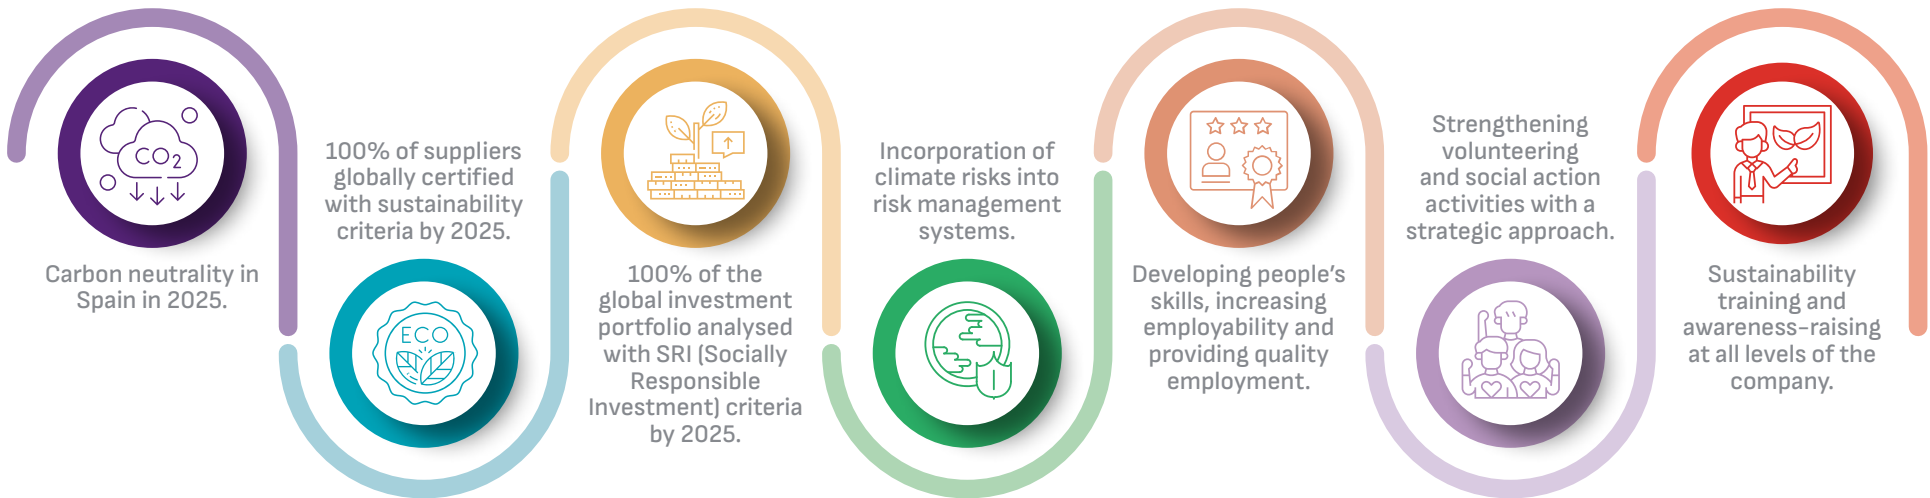 CO2
Carbon neutrality in
Spain in 2025.
100% of suppliers
globally certified
with sustainability
criteria by 2025.
ECO
100% of the
global investment
portfolio analysed
with SRI (Socially
Responsible
Investment) criteria
by 2025.
Incorporation of
climate risks into
risk management
systems.
Developing people’s
skills, increasing
employability and
providing quality
employment.
Strengthening
volunteering
and social action
activities with a
strategic approach.
Sustainability
training and
awareness-raising
at all levels of the
company.